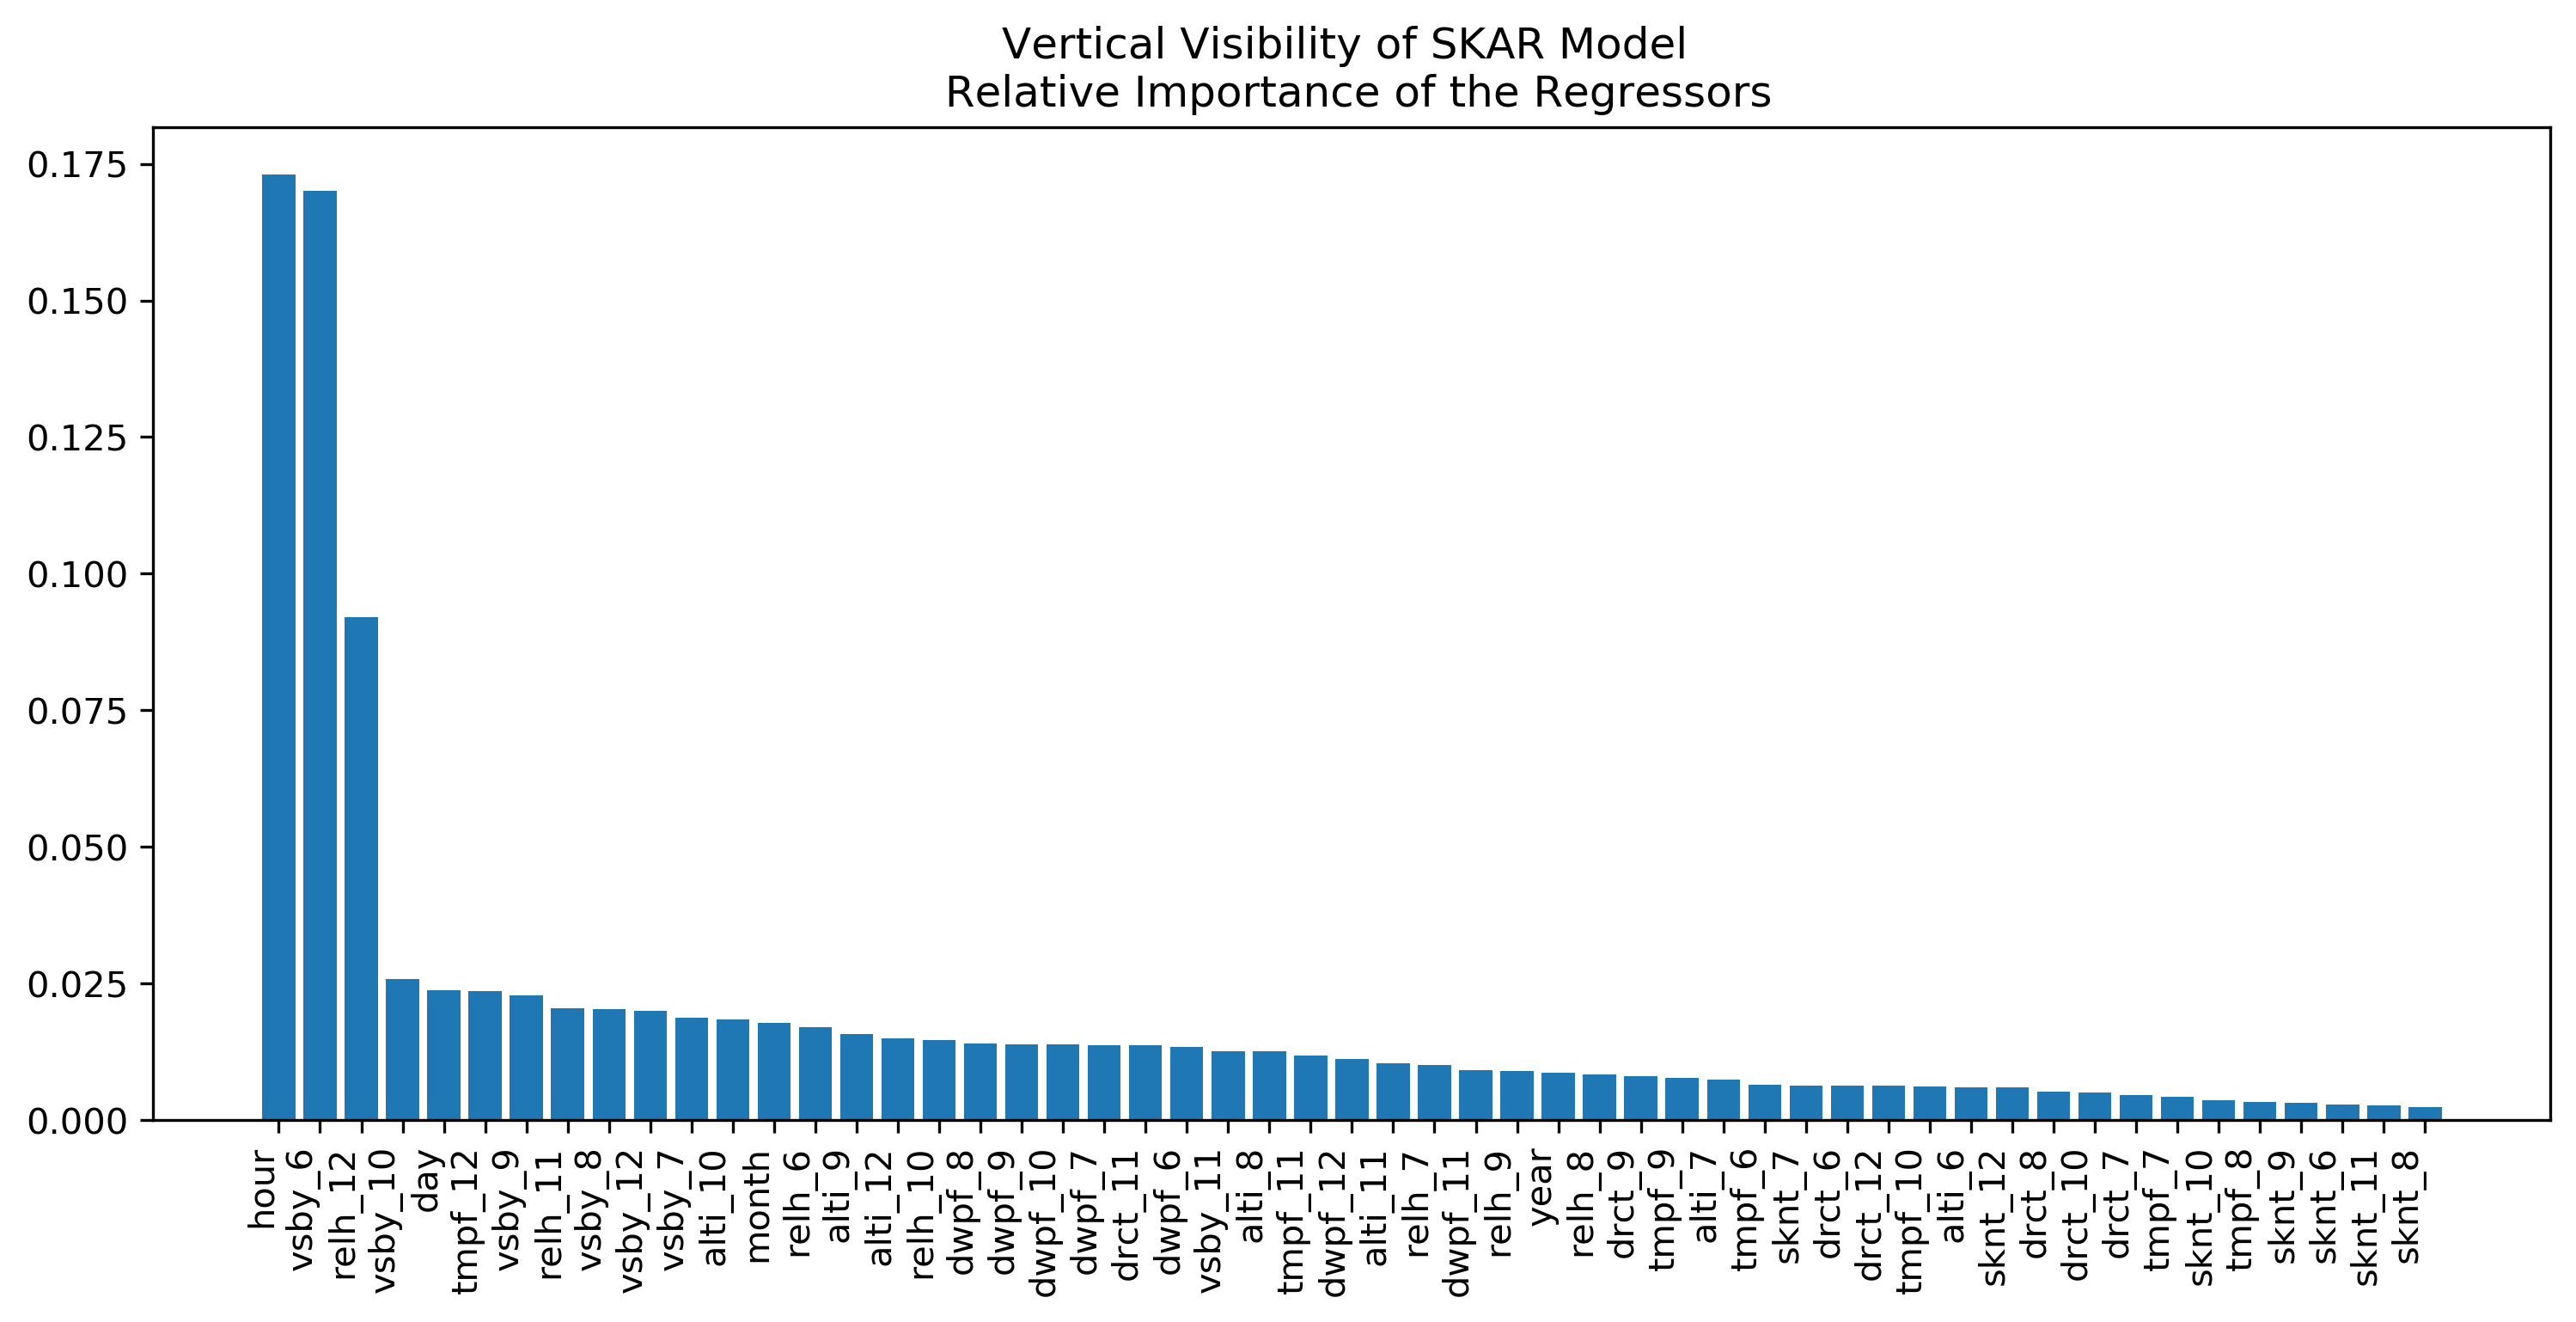 Vertical Visibility of SKAR Model
Relative Importance of the Regressors
0.175
0.150
0.125
0.100
0.075
0.050
0.025
0.000
hour
vsby_6
relh_12
vsby_10
day
tmpf_12
vsby_9
relh_11
vsby_8
vsby_12
vsby_7
alti_10
month
relh_6
alti_9
alti_12
relh_10
dwpf_8
dwpf_9
dwpf_10
dwpf_7
drct_11
dwpf_6
vsby_11
alti_8
tmpf_11
dwpf_12
alti_11
relh_7
dwpf_11
relh_9
year
relh_8
drct_9
tmpf_9
alti_7
tmpf_6
sknt_7
drct_6
drct_12
tmpf_10
alti_6
sknt_12
drct_8
drct_10
drct_7
tmpf_7
sknt_10
tmpf_8
sknt_9
sknt_6
sknt_11
sknt_8